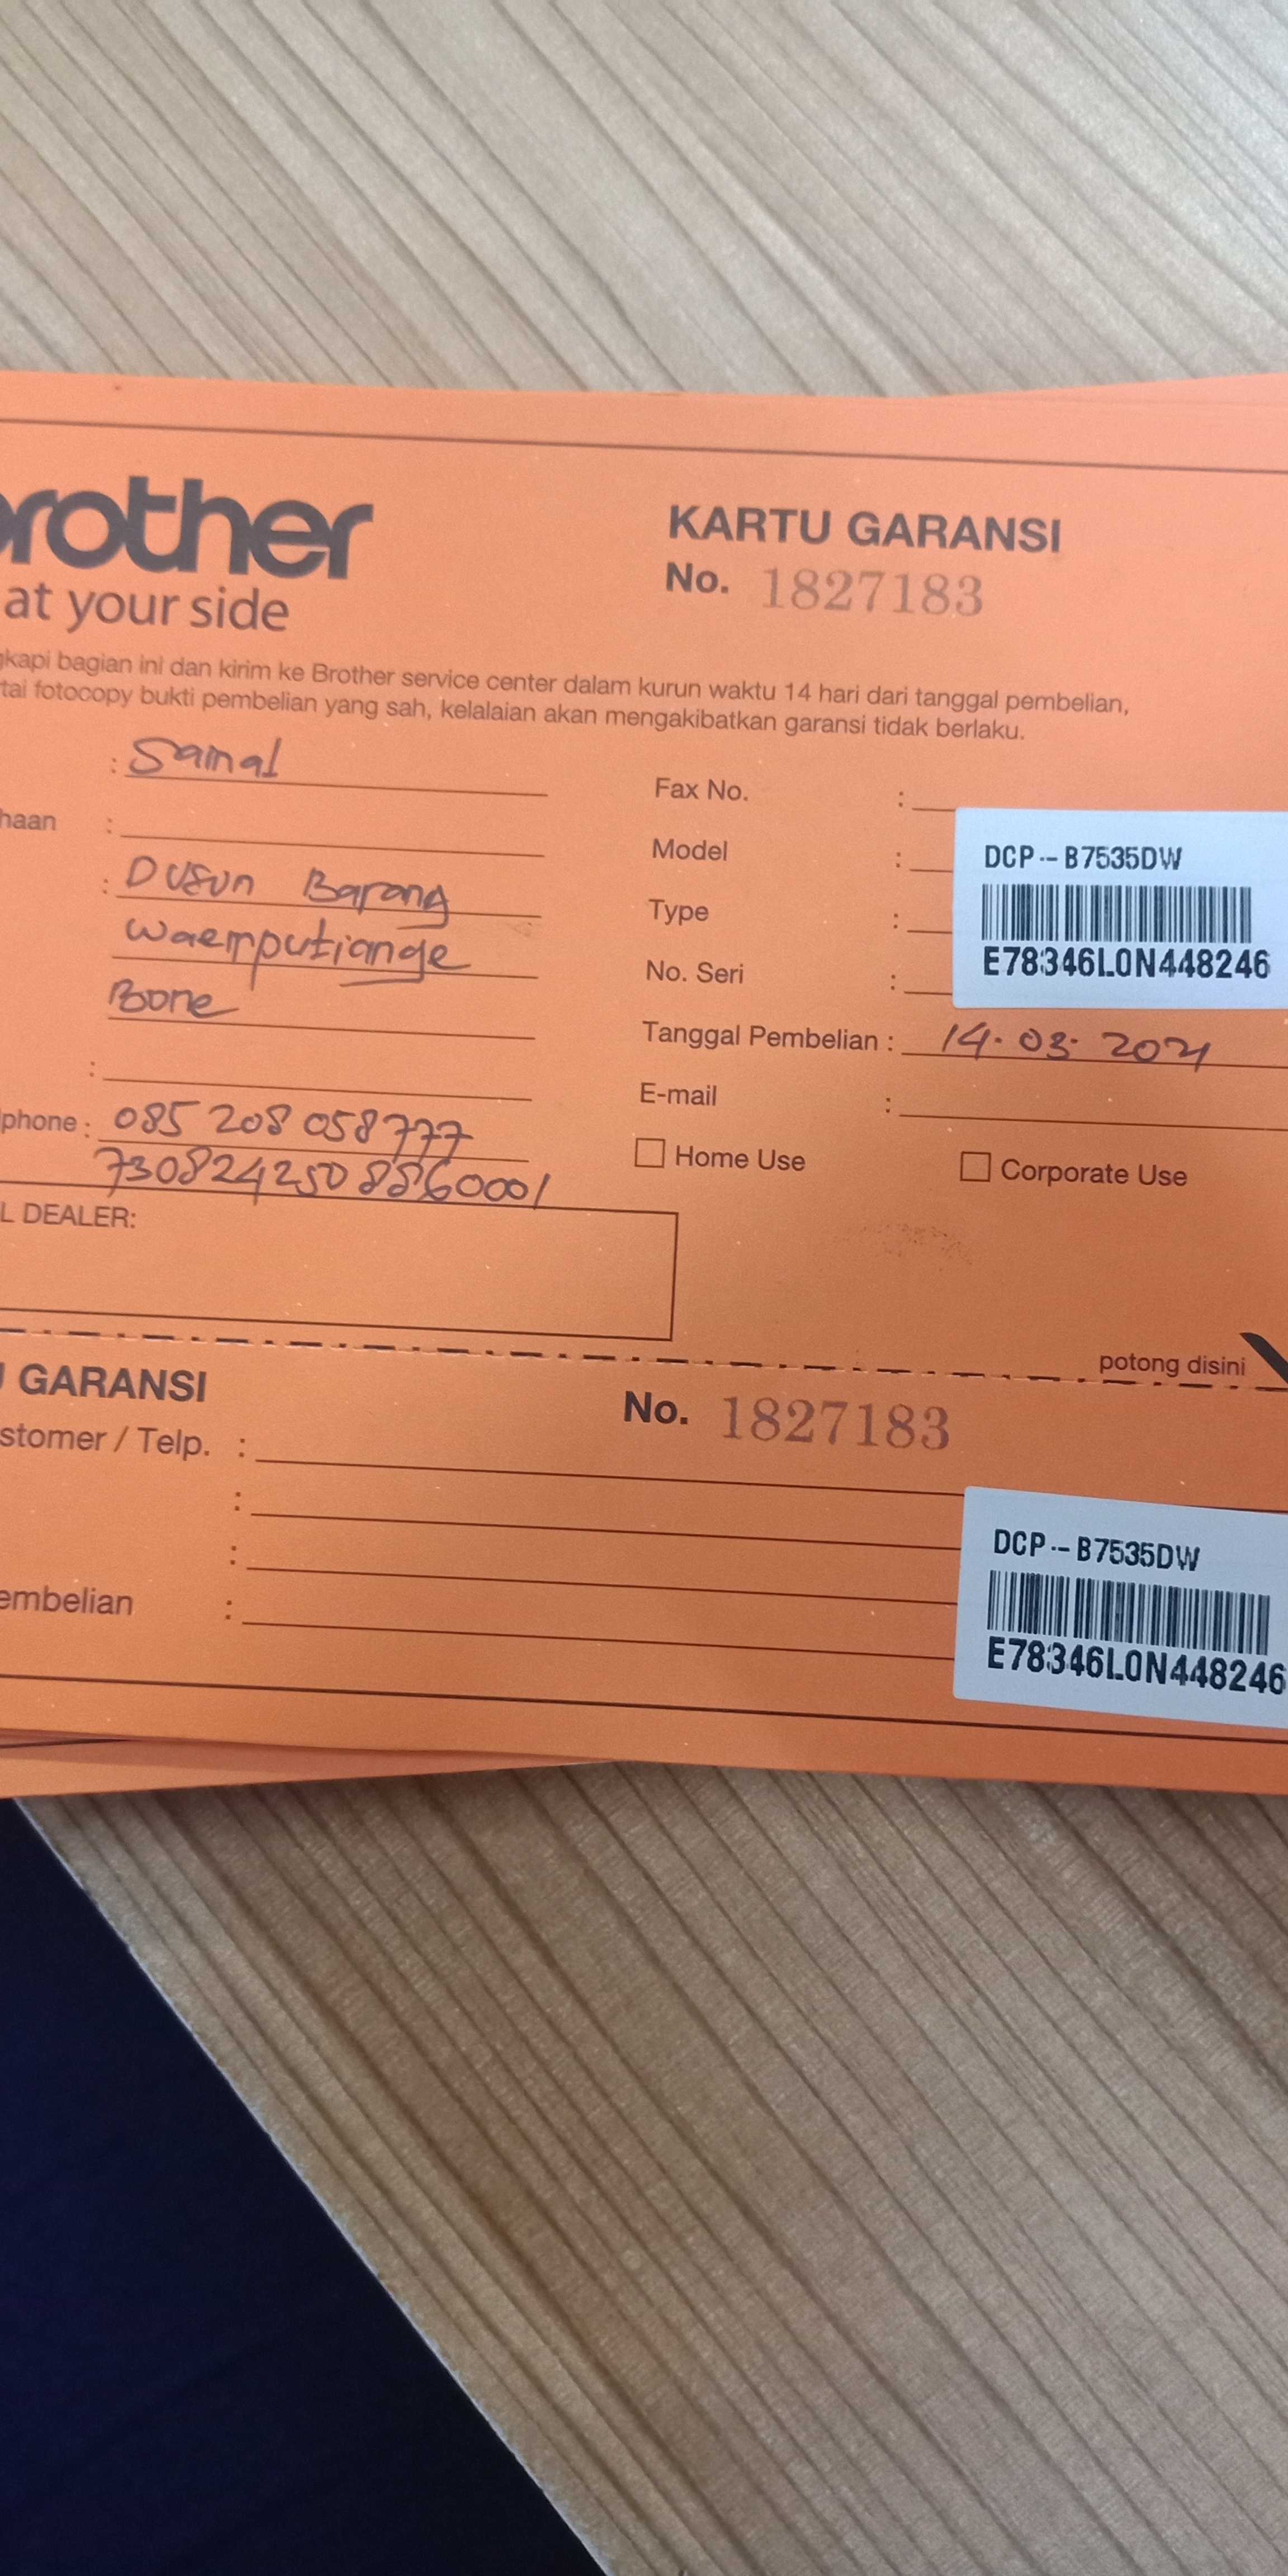 brother
at your side
KARTU GARANSI
No. 1827183
gkapi bagian ini dan kirim ke Brother service center dalam kurun waktu 14 hari dari tanggal pembelian,
tai fotocopy bukti pembelian yang sah, kelalaian akan mengakibatkan garansi tidak berlaku.
: Samal
haan :
: Dusun Barang
Waemputtange
Bone
:
phone : 085 208 058777
7308242508860001
L DEALER:
Fax No. :
Model :
Type :
No. Seri :
DCP-B7535DW
E78346L0N448246
Tanggal Pembelian : 14.03.2021
E-mail :
Home Use
Corporate Use
potong disini
GARANSI
No. 1827183
stomer / Telp. :
:
:
embelian :
DCP-B7535DW
E78346L0N448246